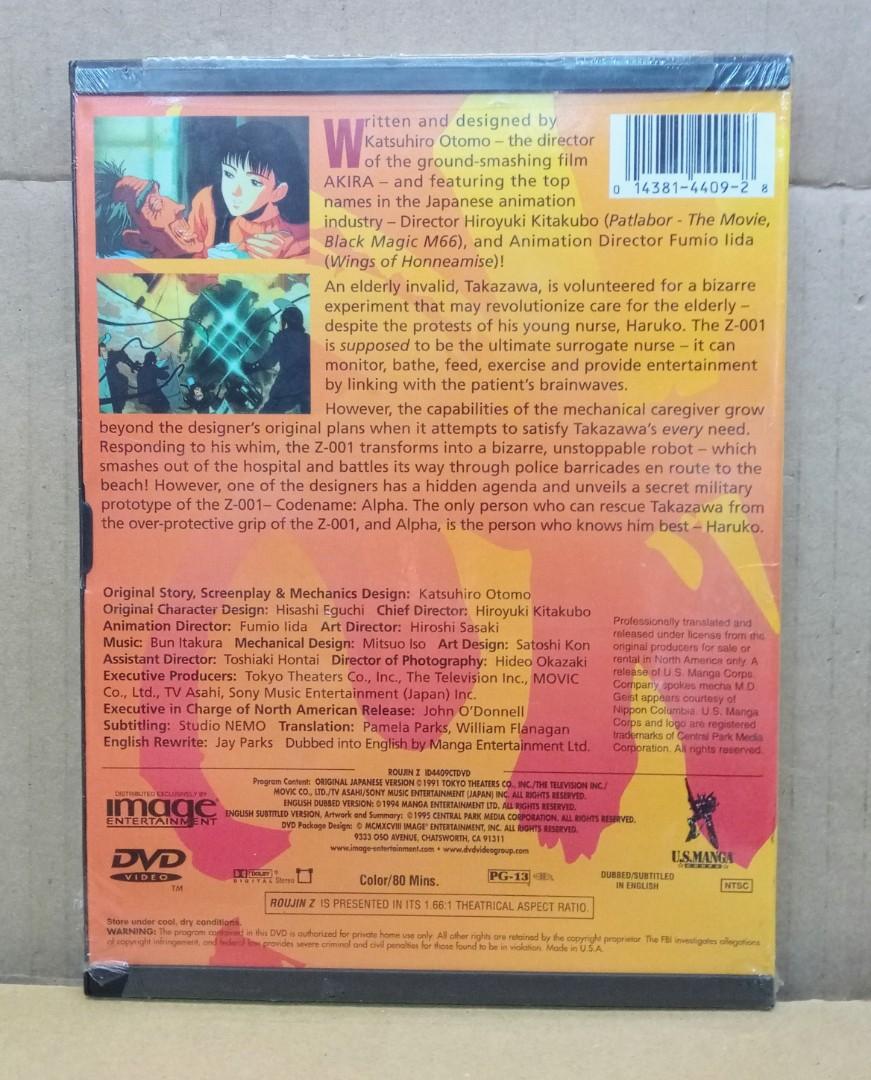 Written and designed by
Katsuhiro Otomo – the director
of the ground-smashing film
AKIRA – and featuring the top
names in the Japanese animation
industry – Director Hiroyuki Kitakubo (Patlabor - The Movie,
Black Magic M66), and Animation Director Fumio Iida
(Wings of Honneamise)!
0 14381-4409-2 8
An elderly invalid, Takazawa, is volunteered for a bizarre
experiment that may revolutionize care for the elderly –
despite the protests of his young nurse, Haruko. The Z-001
is supposed to be the ultimate surrogate nurse – it can
monitor, bathe, feed, exercise and provide entertainment
by linking with the patient's brainwaves.
However, the capabilities of the mechanical caregiver grow
beyond the designer's original plans when it attempts to satisfy Takazawa's every need.
Responding to his whim, the Z-001 transforms into a bizarre, unstoppable robot – which
smashes out of the hospital and battles its way through police barricades en route to the
beach! However, one of the designers has a hidden agenda and unveils a secret military
prototype of the Z-001– Codename: Alpha. The only person who can rescue Takazawa from
the over-protective grip of the Z-001, and Alpha, is the person who knows him best – Haruko.
Original Story, Screenplay & Mechanics Design: Katsuhiro Otomo
Original Character Design: Hisashi Eguchi Chief Director: Hiroyuki Kitakubo
Animation Director: Fumio Iida Art Director: Hiroshi Sasaki
Music: Bun Itakura Mechanical Design: Mitsuo Iso Art Design: Satoshi Kon
Assistant Director: Toshiaki Hontai Director of Photography: Hideo Okazaki
Executive Producers: Tokyo Theaters Co., Inc., The Television Inc., MOVIC
Co., Ltd., TV Asahi, Sony Music Entertainment (Japan) Inc.
Executive in Charge of North American Release: John O'Donnell
Subtitling: Studio NEMO Translation: Pamela Parks, William Flanagan
English Rewrite: Jay Parks Dubbed into English by Manga Entertainment Ltd.
Professionally translated and
released under license from the
original producers for sale or
rental in North America only. A
release of U.S. Manga Corps.
Company spokes mecha M.D.
Geist appears courtesy of
Nippon Columbia. U.S. Manga
Corps and logo are registered
trademarks of Central Park Media
Corporation. All rights reserved.
ROUJIN Z ID4409CTDVD
Program Content: ORIGINAL JAPANESE VERSION ©1991 TOKYO THEATERS CO., INC./THE TELEVISION INC./
MOVIC CO., LTD./TV ASAHI/SONY MUSIC ENTERTAINMENT (JAPAN) INC. ALL RIGHTS RESERVED.
ENGLISH DUBBED VERSION: ©1994 MANGA ENTERTAINMENT LTD. ALL RIGHTS RESERVED.
ENGLISH SUBTITLED VERSION, Artwork and Summary: ©1995 CENTRAL PARK MEDIA CORPORATION. ALL RIGHTS RESERVED.
DVD Package Design: © MCMXCVIII IMAGE ENTERTAINMENT, INC. ALL RIGHTS RESERVED.
9333 OSO AVENUE, CHATSWORTH, CA 91311
www.image-entertainment.com • www.dvdvideogroup.com
DISTRIBUTED EXCLUSIVELY BY
image
ENTERTAINMENT
U.S. MANGA
CORPS
DVD
VIDEO
TM
DOLBY
DIGITAL Stereo
Color/80 Mins.
PG-13
DUBBED/SUBTITLED
IN ENGLISH
NTSC
ROUJIN Z IS PRESENTED IN ITS 1.66:1 THEATRICAL ASPECT RATIO.
Store under cool, dry conditions.
WARNING: The program contained in this DVD is authorized for private home use only. All other rights are retained by the copyright proprietor. The FBI investigates allegations
of copyright infringement, and federal law provides severe criminal and civil penalties for those found to be in violation. Made in U.S.A.